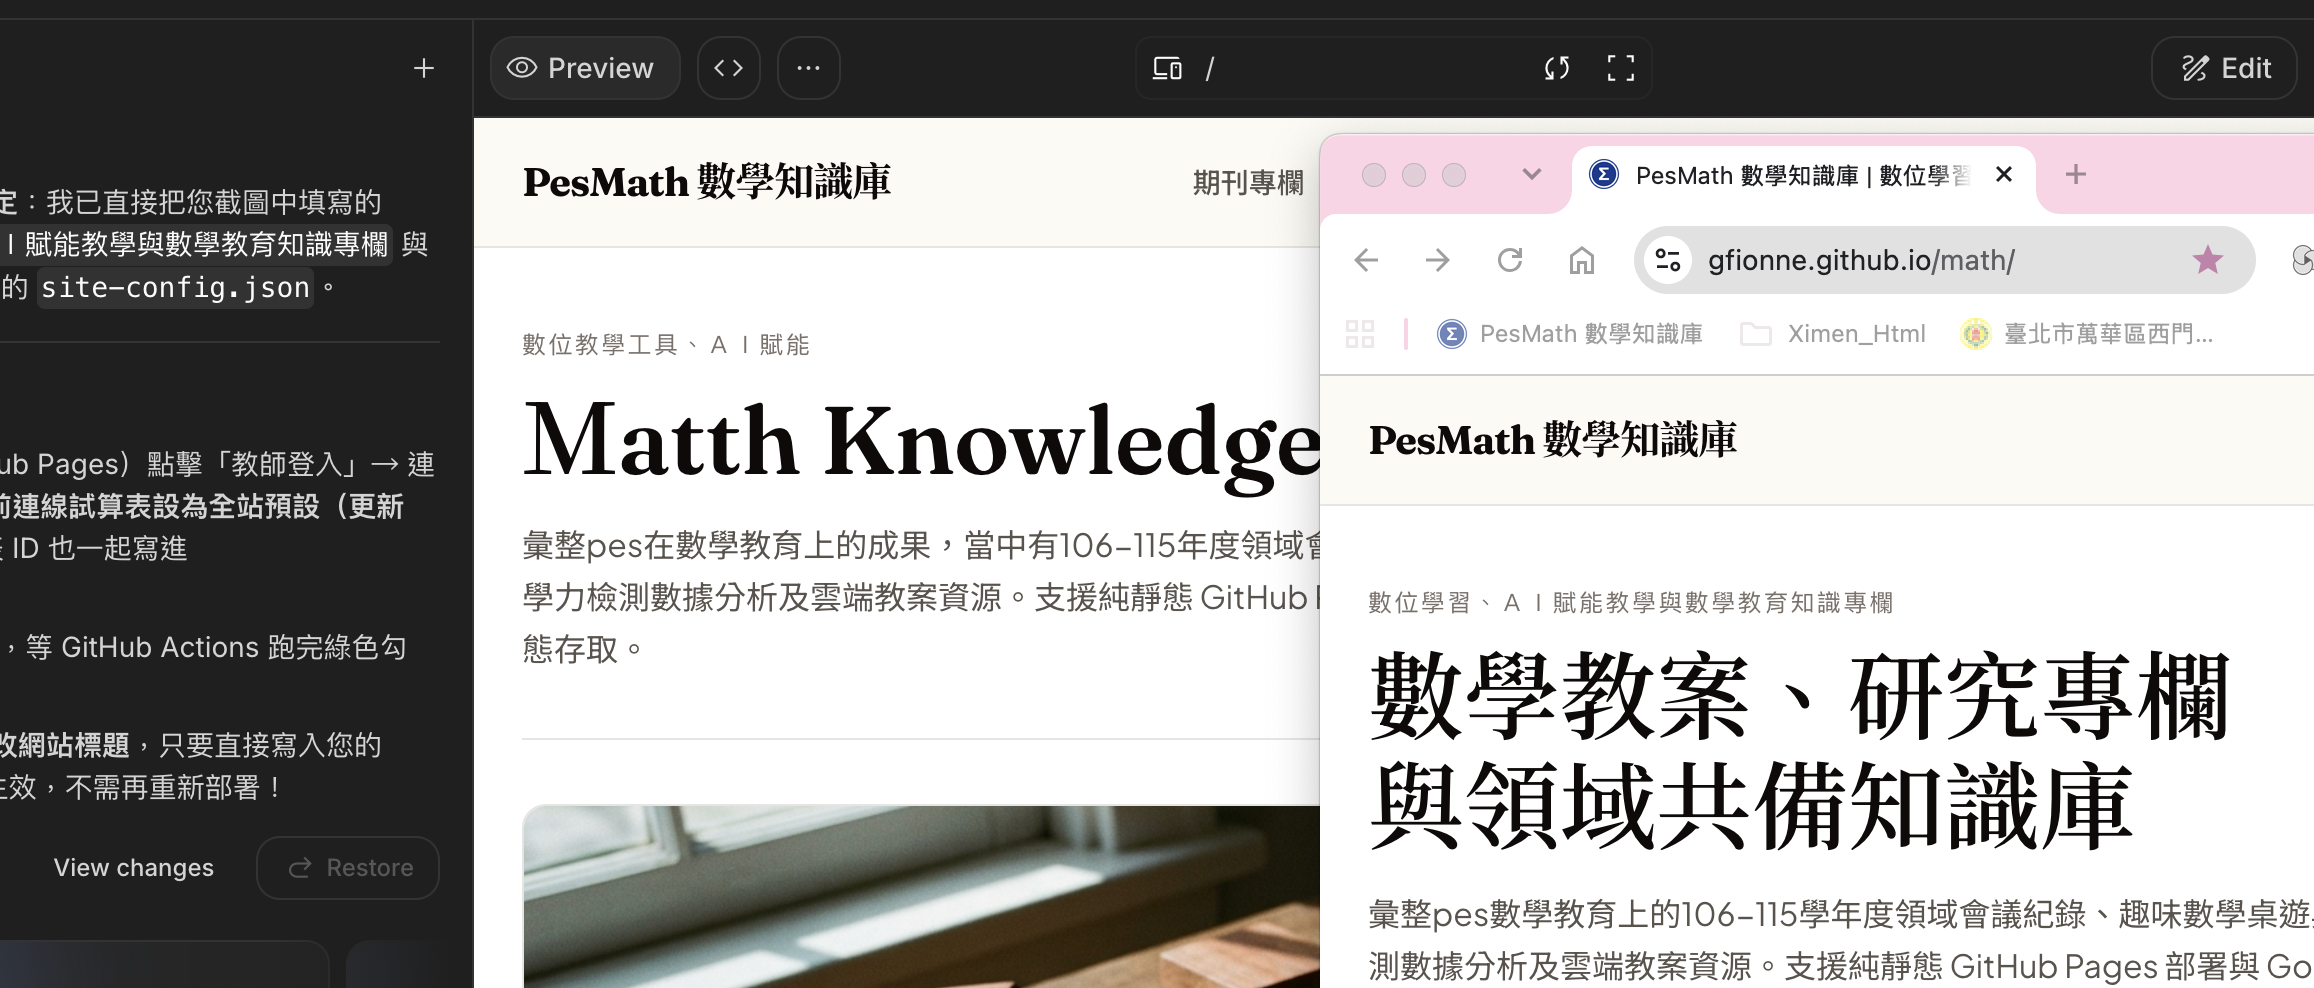 Preview
/
Edit
定：我已直接把您截圖中填寫的
ＡＩ賦能教學與數學教育知識專欄 與
的 site-config.json 。
ub Pages）點擊「教師登入」→ 連
前連線試算表設為全站預設（更新
ID 也一起寫進
，等 GitHub Actions 跑完綠色勾
改網站標題，只要直接寫入您的
生效，不需再重新部署！
View changes
Restore
PesMath 數學知識庫
期刊專欄
數位教學工具、ＡＩ賦能
Matth Knowledge
彙整pes在數學教育上的成果，當中有106-115年度領域會
學力檢測數據分析及雲端教案資源。支援純靜態 GitHub P
態存取。
PesMath 數學知識庫 | 數位學習
gfionne.github.io/math/
PesMath 數學知識庫
Ximen_Html
臺北市萬華區西門...
PesMath 數學知識庫
數位學習、ＡＩ賦能教學與數學教育知識專欄
數學教案、研究專欄
與領域共備知識庫
彙整pes數學教育上的106-115學年度領域會議紀錄、趣味數學桌遊
測數據分析及雲端教案資源。支援純靜態 GitHub Pages 部署與 Go